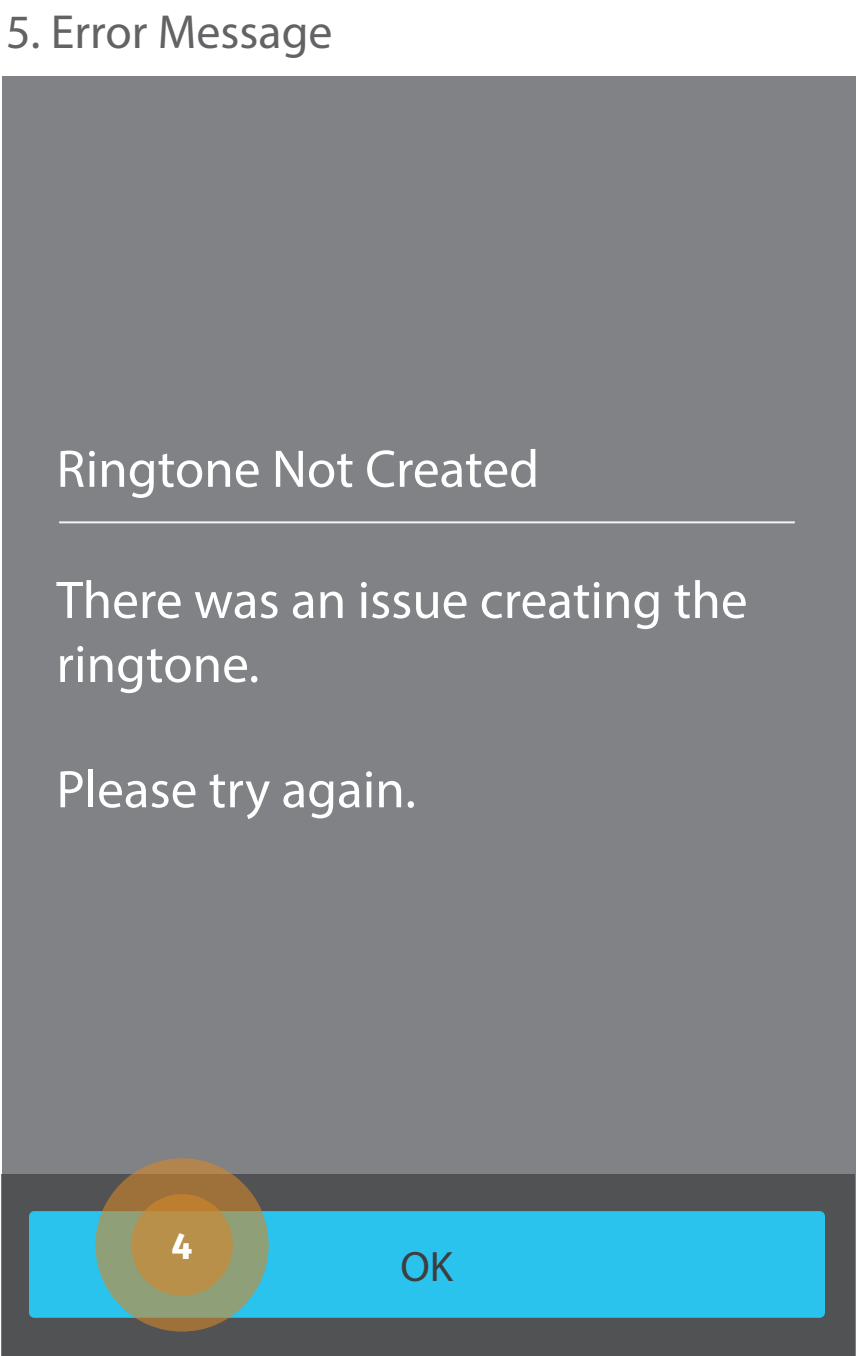 5. Error Message
Ringtone Not Created
There was an issue creating the
ringtone.
Please try again.
4
OK